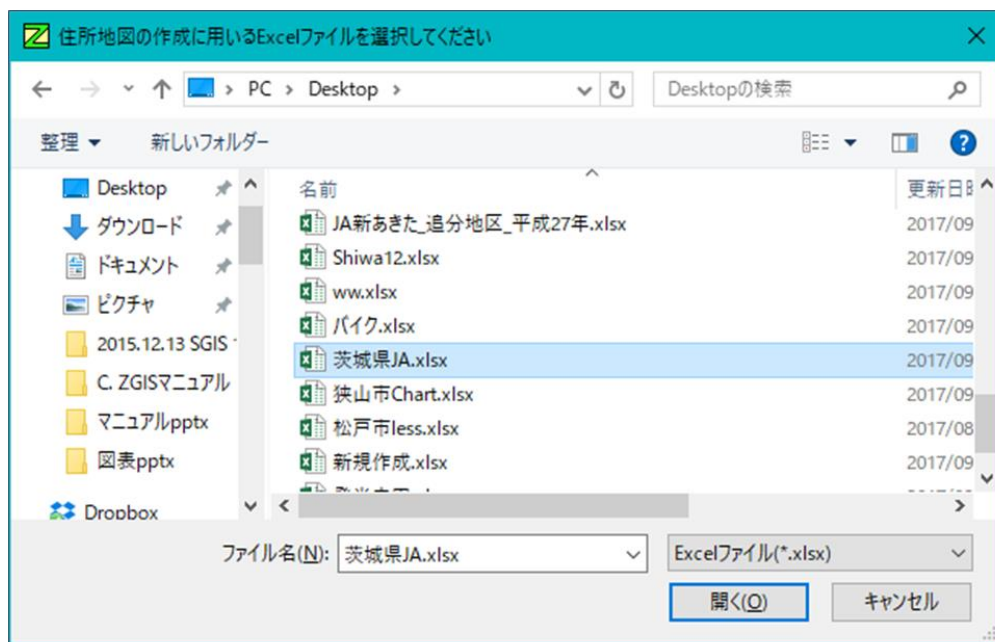 住所地図の作成に用いるExcelファイルを選択してください
PC > Desktop >
Desktopの検索
整理
新しいフォルダー
Desktop
ダウンロード
ドキュメント
ピクチャ
2015.12.13 SGIS
C. ZGISマニュアル
マニュアルpptx
図表pptx
Dropbox
名前 更新日時
JA新あきた_追分地区_平成27年.xlsx 2017/09
Shiwa12.xlsx 2017/09
ww.xlsx 2017/09
バイク.xlsx 2017/09
茨城県JA.xlsx 2017/09
狭山市Chart.xlsx 2017/09
松戸市less.xlsx 2017/08
新規作成.xlsx 2017/09
ファイル名(N): 茨城県JA.xlsx
Excelファイル(*.xlsx)
開く(O)
キャンセル